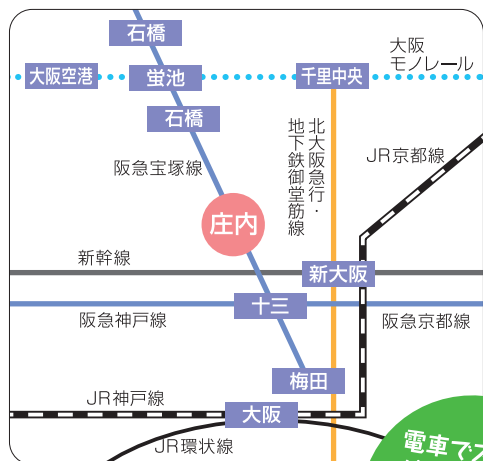 石橋
大阪
モノレール
大阪空港
蛍池
千里中央
石橋
北大阪急行・
地下鉄御堂筋線
JR京都線
阪急宝塚線
庄内
新幹線
新大阪
十三
阪急神戸線
阪急京都線
梅田
JR神戸線
大阪
JR環状線
電車で